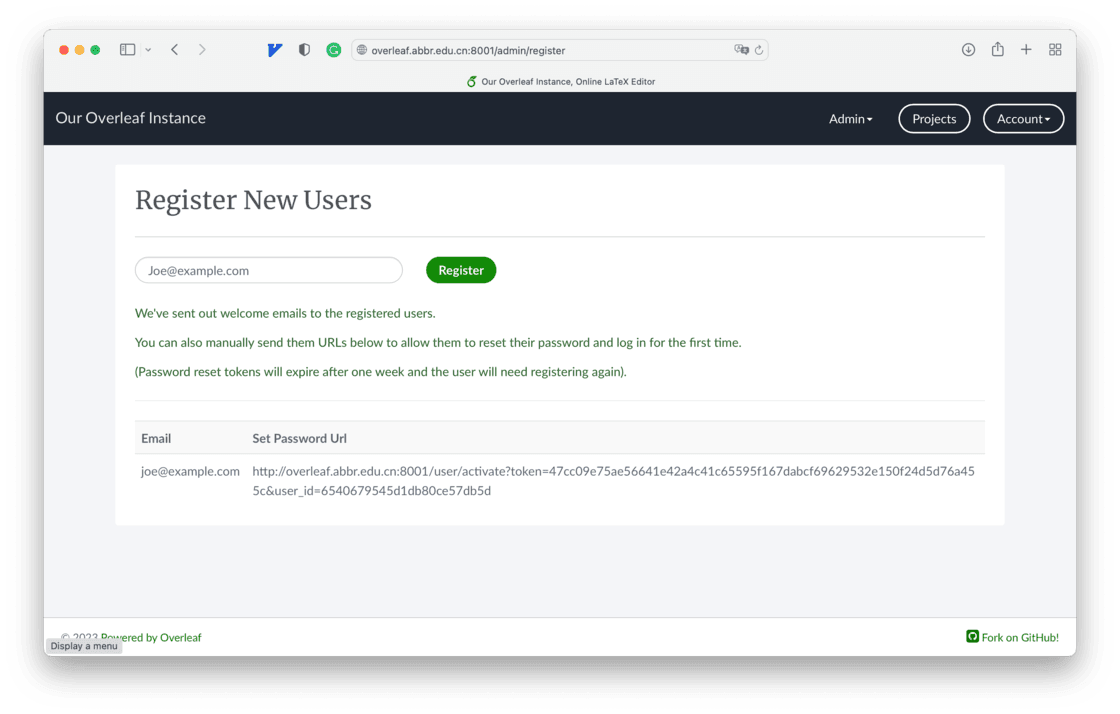 overleaf.abbr.edu.cn:8001/admin/register
Our Overleaf Instance, Online LaTeX Editor
Our Overleaf Instance
Admin
Projects
Account
Register New Users
Joe@example.com
Register
We've sent out welcome emails to the registered users.
You can also manually send them URLs below to allow them to reset their password and log in for the first time.
(Password reset tokens will expire after one week and the user will need registering again).
Email
Set Password Url
joe@example.com
http://overleaf.abbr.edu.cn:8001/user/activate?token=47cc09e75ae56641e42a4c41c65595f167dabcf69629532e150f24d5d76a45
5c&user_id=6540679545d1db80ce57db5d
© 2023 Powered by Overleaf
Fork on GitHub!
Display a menu